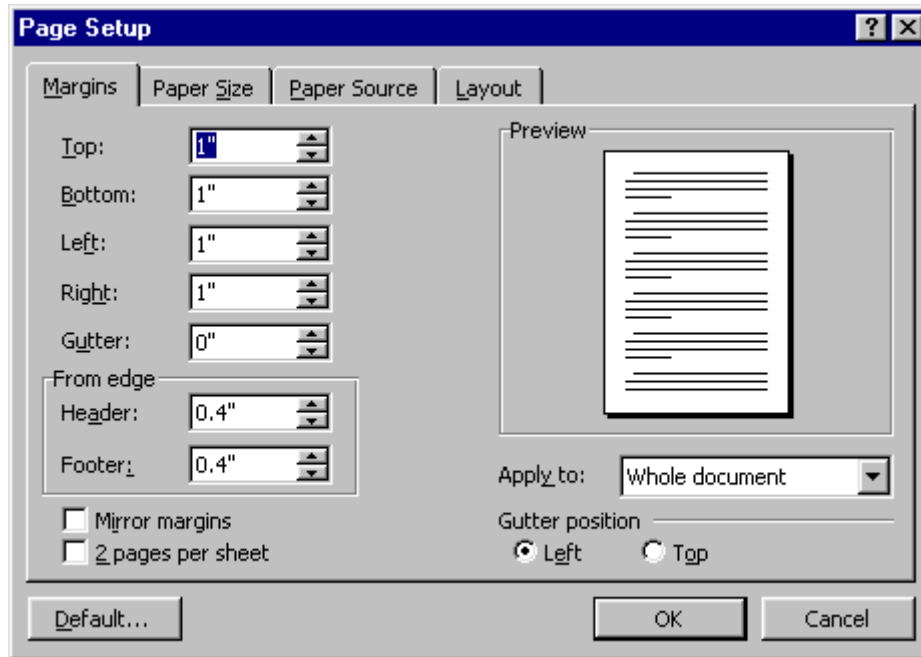 Page Setup
Margins Paper Size Paper Source Layout
Top: 1"
Bottom: 1"
Left: 1"
Right: 1"
Gutter: 0"
From edge
Header: 0.4"
Footer: 0.4"
Mirror margins
2 pages per sheet
Preview
Apply to: Whole document
Gutter position
Left Top
Default... OK Cancel